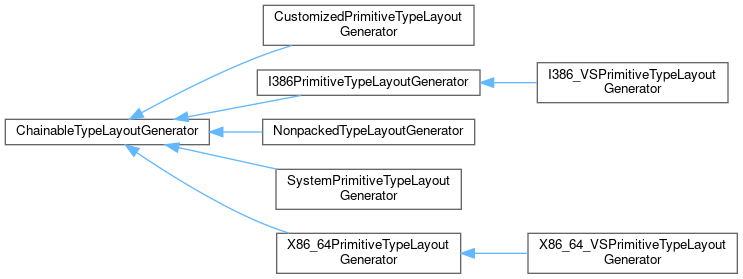 CustomizedPrimitiveTypeLayout
Generator
I386PrimitiveTypeLayoutGenerator
I386_VSPrimitiveTypeLayout
Generator
ChainableTypeLayoutGenerator
NonpackedTypeLayoutGenerator
SystemPrimitiveTypeLayout
Generator
X86_64PrimitiveTypeLayout
Generator
X86_64_VSPrimitiveTypeLayout
Generator